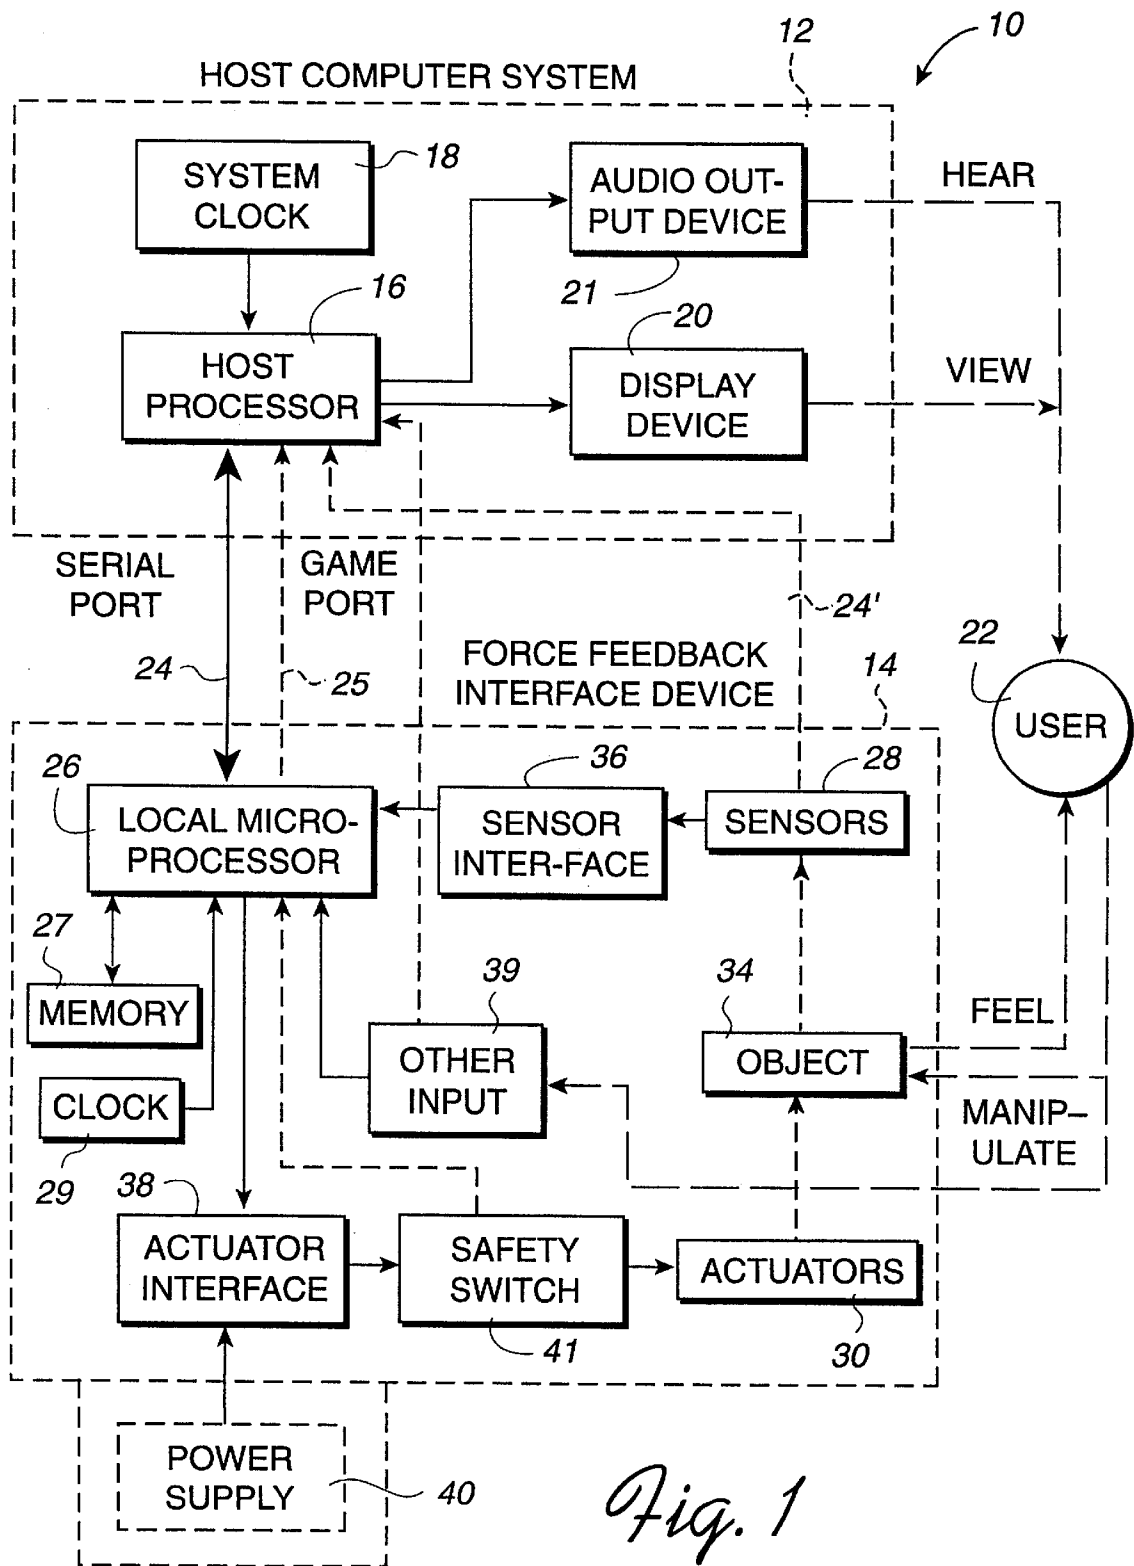 10
12
HOST COMPUTER SYSTEM
18
SYSTEM
CLOCK
AUDIO OUT-
PUT DEVICE
HEAR
21
16
20
HOST
PROCESSOR
DISPLAY
DEVICE
VIEW
SERIAL
PORT
GAME
PORT
24'
24
25
FORCE FEEDBACK
INTERFACE DEVICE
14
22
USER
26
36
28
LOCAL MICRO-
PROCESSOR
SENSOR
INTER-FACE
SENSORS
27
MEMORY
39
34
FEEL
OTHER
INPUT
OBJECT
CLOCK
29
MANIP-
ULATE
38
ACTUATOR
INTERFACE
SAFETY
SWITCH
ACTUATORS
41
30
POWER
SUPPLY
40
Fig. 1